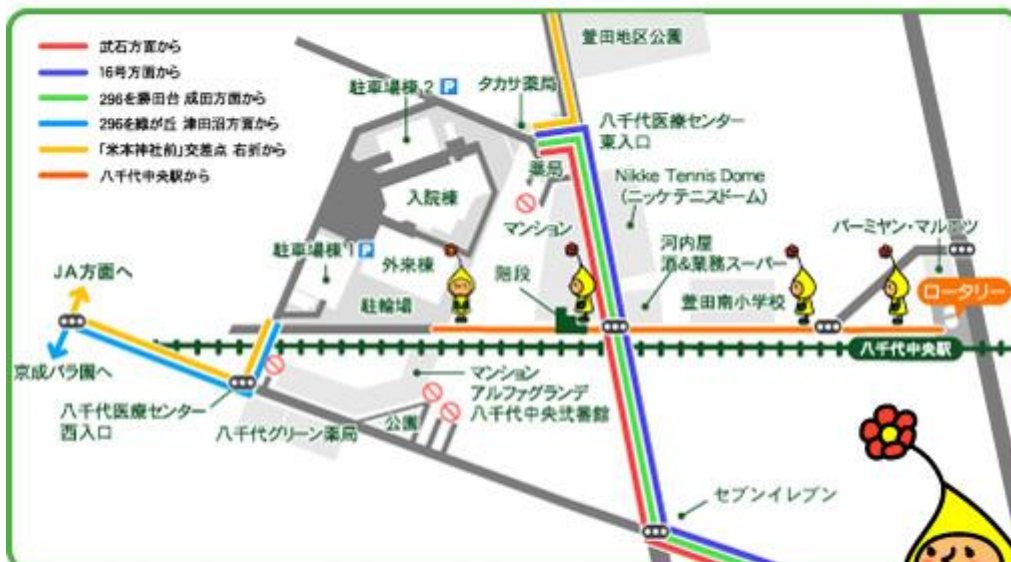 武石方面から
16号方面から
296を勝田台 成田方面から
296を緑が丘 津田沼方面から
「米本神社前」交差点 右折から
八千代中央駅から
萱田地区公園
駐車場棟 2 P
タカサ薬局
八千代医療センター
東入口
薬局
Nikke Tennis Dome
(ニッケテニスドーム)
入院棟
マンション
バーミヤン・マルエツ
駐車場棟 1 P
外来棟
河内屋
酒&業務スーパー
階段
JA方面へ
ロータリー
駐輪場
萱田南小学校
八千代中央駅
京成バラ園へ
マンション
アルファグランデ
八千代中央弐番館
八千代医療センター
西入口
八千代グリーン薬局
公園
セブンイレブン